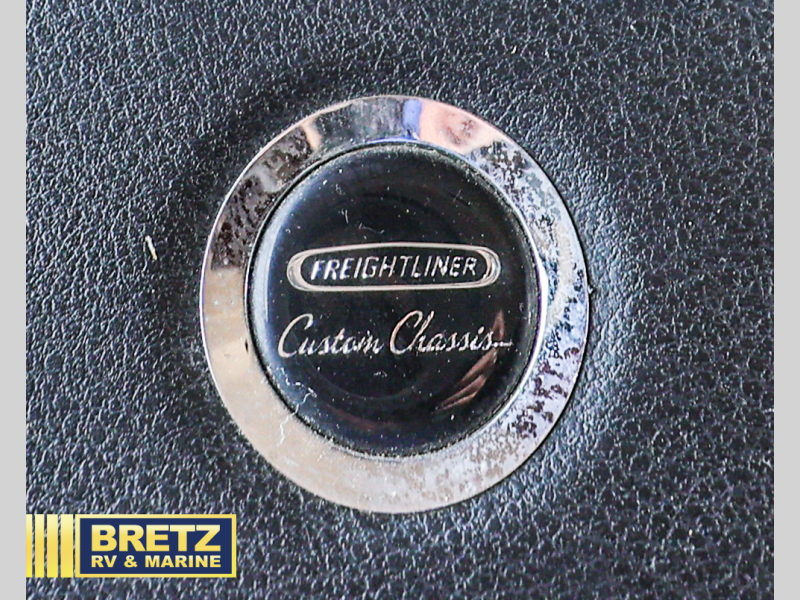 FREIGHTLINER
Custom Chassis
BRETZ
RV & MARINE